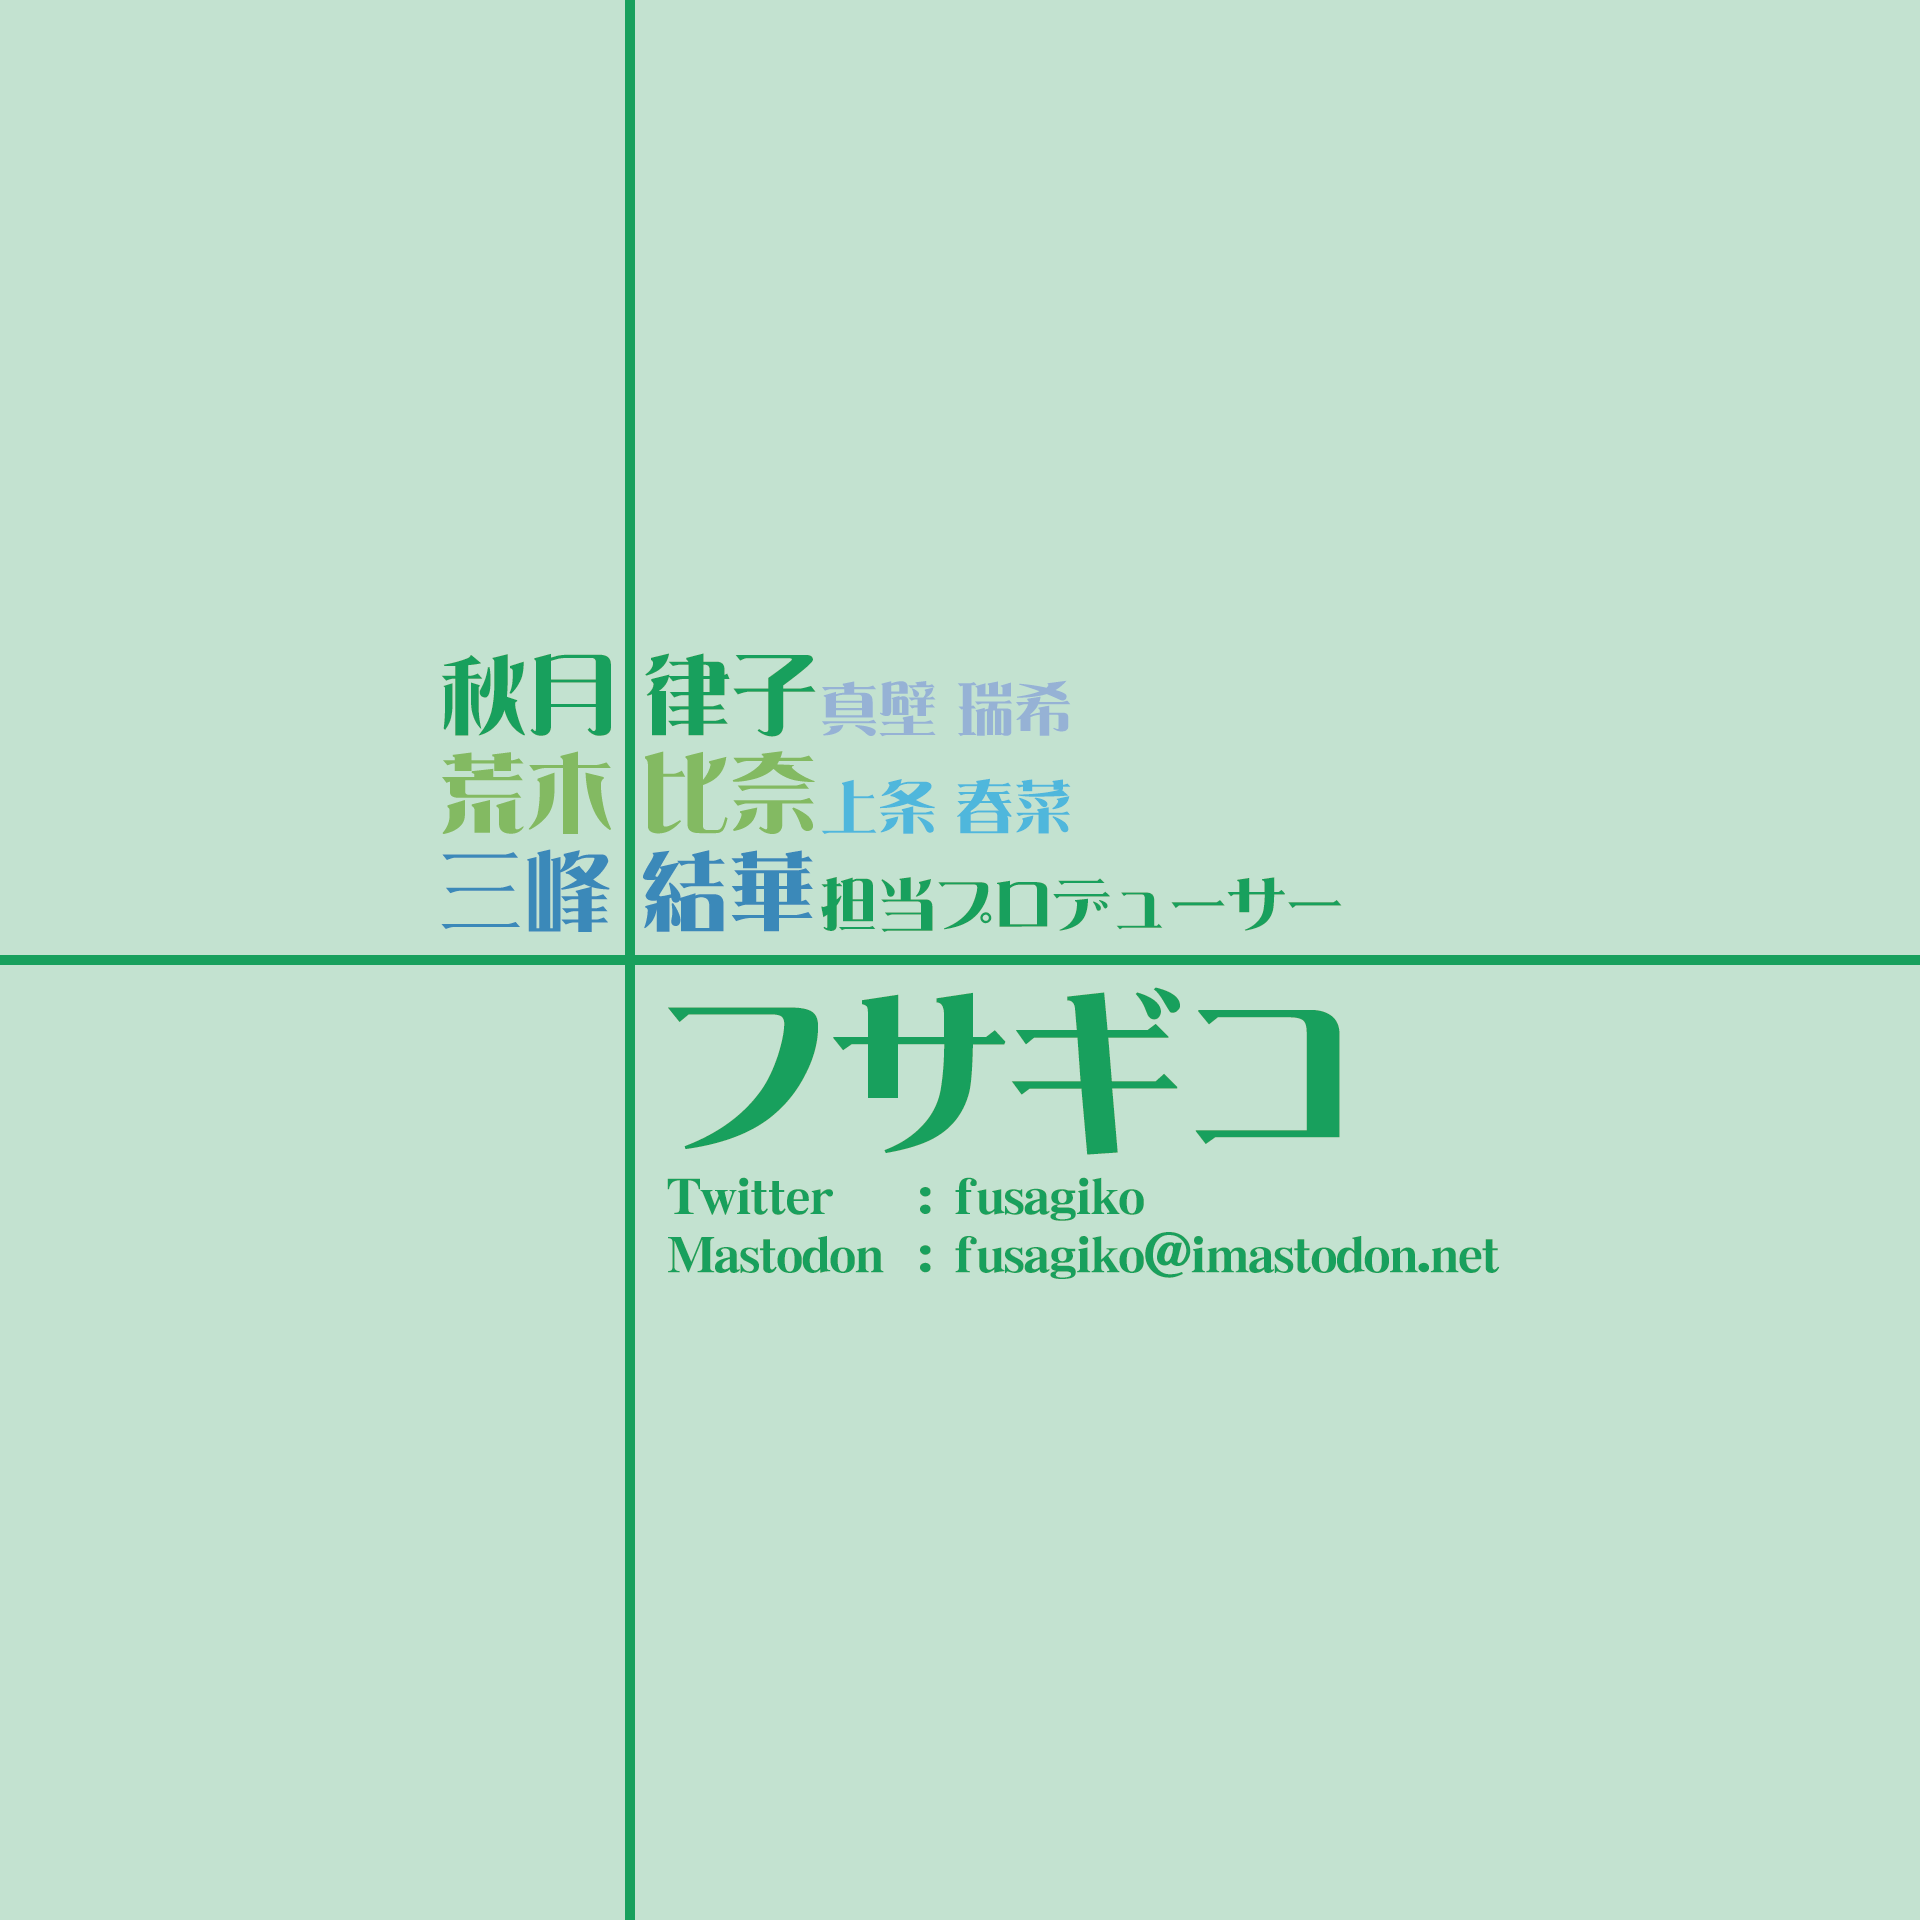 秋月 律子 真壁 瑞希
荒木 比奈 上条 春菜
三峰 結華 担当プロデューサー
フサギコ
Twitter : fusagiko
Mastodon : fusagiko@imastodon.net